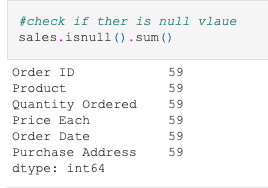 #check if ther is null vlaue
sales.isnull().sum()
Order ID 59
Product 59
Quantity Ordered 59
Price Each 59
Order Date 59
Purchase Address 59
dtype: int64